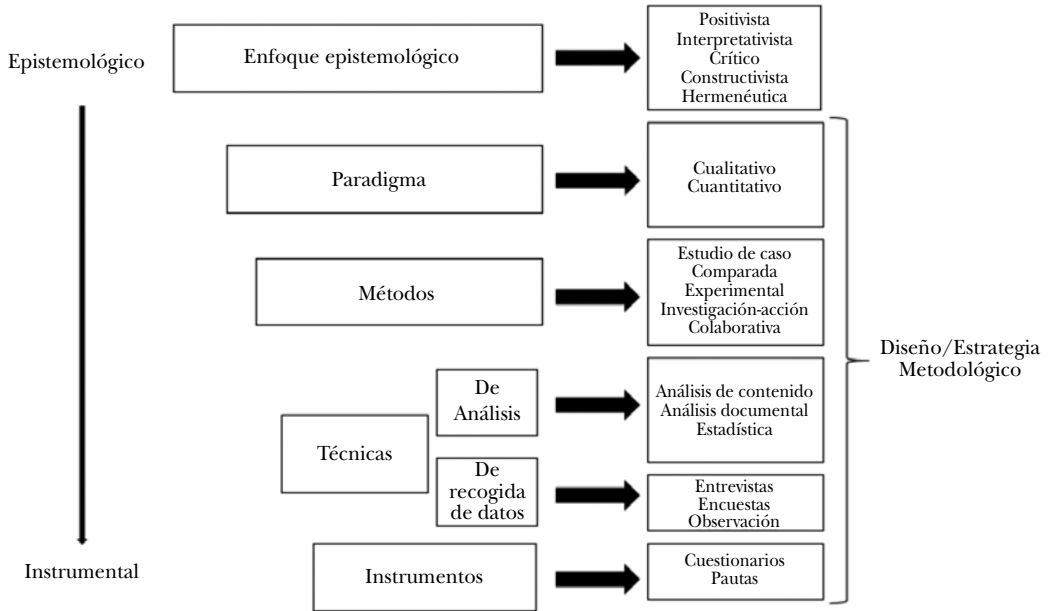 Epistemológico
Enfoque epistemológico
Positivista
Interpretativista
Crítico
Constructivista
Hermenéutica
Paradigma
Cualitativo
Cuantitativo
Métodos
Estudio de caso
Comparada
Experimental
Investigación-acción
Colaborativa
Diseño/Estrategia
Metodológico
Técnicas
De
Análisis
Análisis de contenido
Análisis documental
Estadística
De
recogida
de datos
Entrevistas
Encuestas
Observación
Instrumental
Instrumentos
Cuestionarios
Pautas